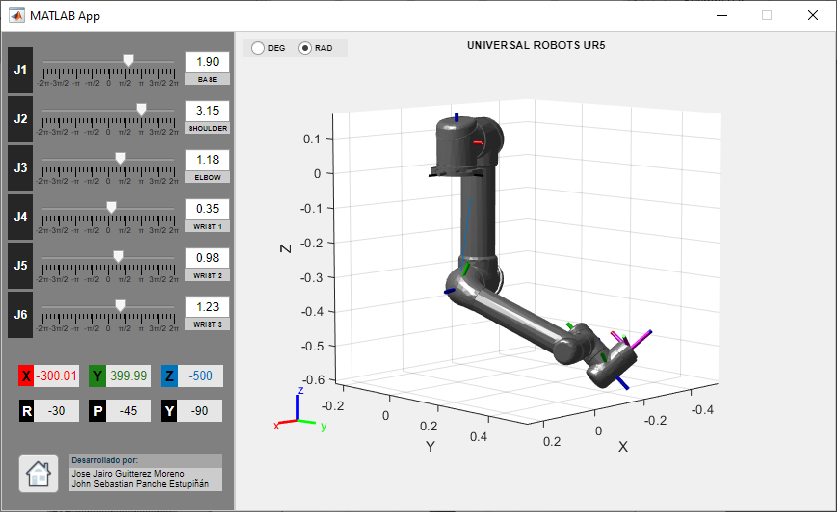 MATLAB App
J1 1.90
-2π -3π/2 -π -π/2 0 π/2 π 3π/2 2π BASE
J2 3.15
-2π -3π/2 -π -π/2 0 π/2 π 3π/2 2π SHOULDER
J3 1.18
-2π -3π/2 -π -π/2 0 π/2 π 3π/2 2π ELBOW
J4 0.35
-2π -3π/2 -π -π/2 0 π/2 π 3π/2 2π WRIST 1
J5 0.98
-2π -3π/2 -π -π/2 0 π/2 π 3π/2 2π WRIST 2
J6 1.23
-2π -3π/2 -π -π/2 0 π/2 π 3π/2 2π WRIST 3
X -300.01 Y 399.99 Z -500
R -30 P -45 Y -90
Desarrollado por:
Jose Jairo Guitterez Moreno
John Sebastian Panche Estupiñán
DEG RAD
UNIVERSAL ROBOTS UR5
0.1
0
-0.1
-0.2
-0.3
-0.4
-0.5
-0.6
Z
-0.2 0 0.2 0.4
Y
0.2 0 -0.2 -0.4
X
z
x y